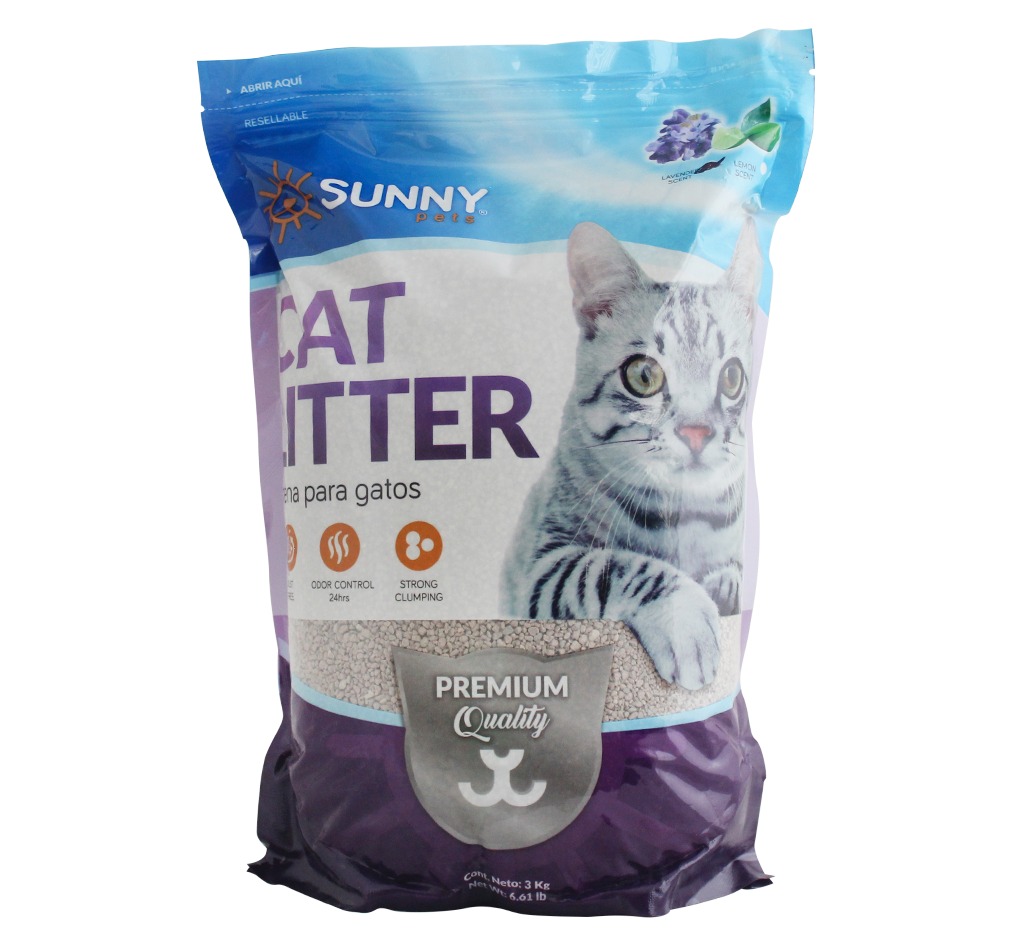 ABRIR AQUÍ
RESELLABLE
LAVENDER
SCENT
LEMON
SCENT
SUNNY
pets®
CAT
LITTER
ena para gatos
ODOR CONTROL
24hrs
STRONG
CLUMPING
PREMIUM
Quality
Cont. Neto: 3 Kg
Net Wt: 6.61 lb